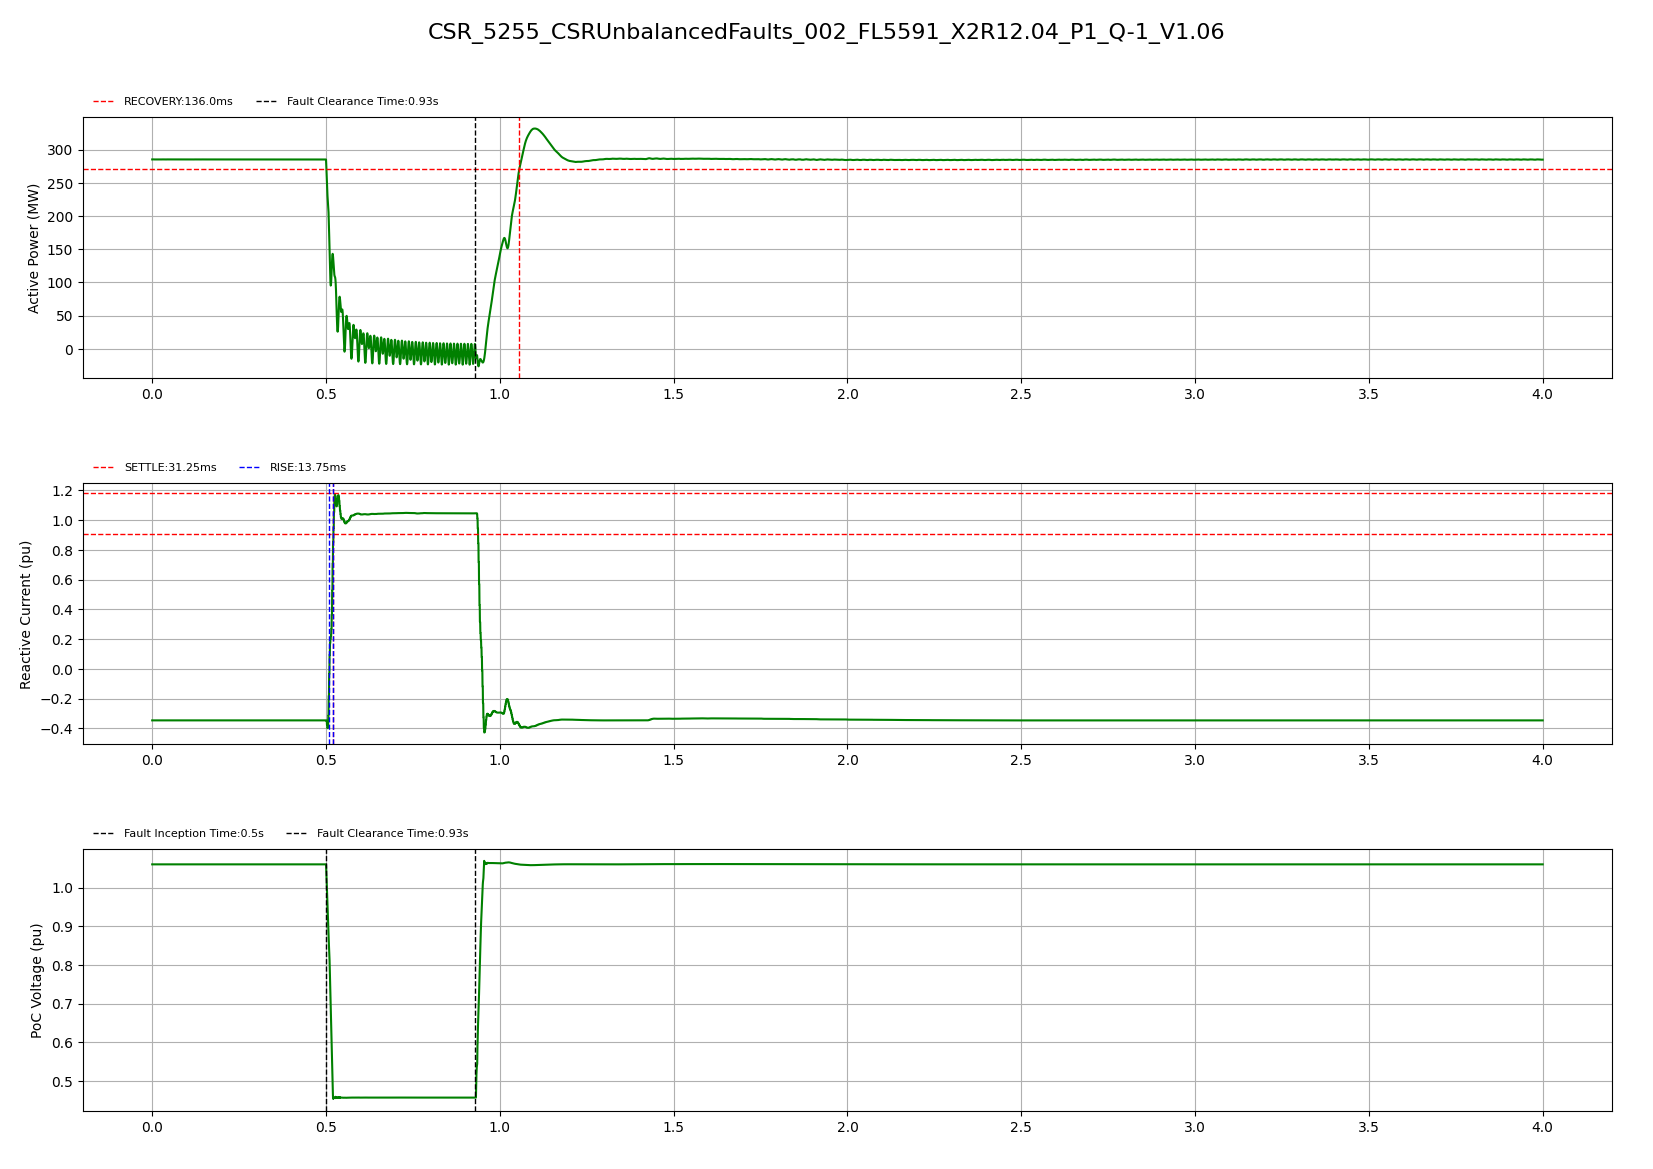 CSR_5255_CSRUnbalancedFaults_002_FL5591_X2R12.04_P1_Q-1_V1.06
RECOVERY:136.0ms Fault Clearance Time:0.93s
Active Power (MW)
300
250
200
150
100
50
0
0.0 0.5 1.0 1.5 2.0 2.5 3.0 3.5 4.0
SETTLE:31.25ms RISE:13.75ms
Reactive Current (pu)
1.2
1.0
0.8
0.6
0.4
0.2
0.0
−0.2
−0.4
0.0 0.5 1.0 1.5 2.0 2.5 3.0 3.5 4.0
Fault Inception Time:0.5s Fault Clearance Time:0.93s
PoC Voltage (pu)
1.0
0.9
0.8
0.7
0.6
0.5
0.0 0.5 1.0 1.5 2.0 2.5 3.0 3.5 4.0